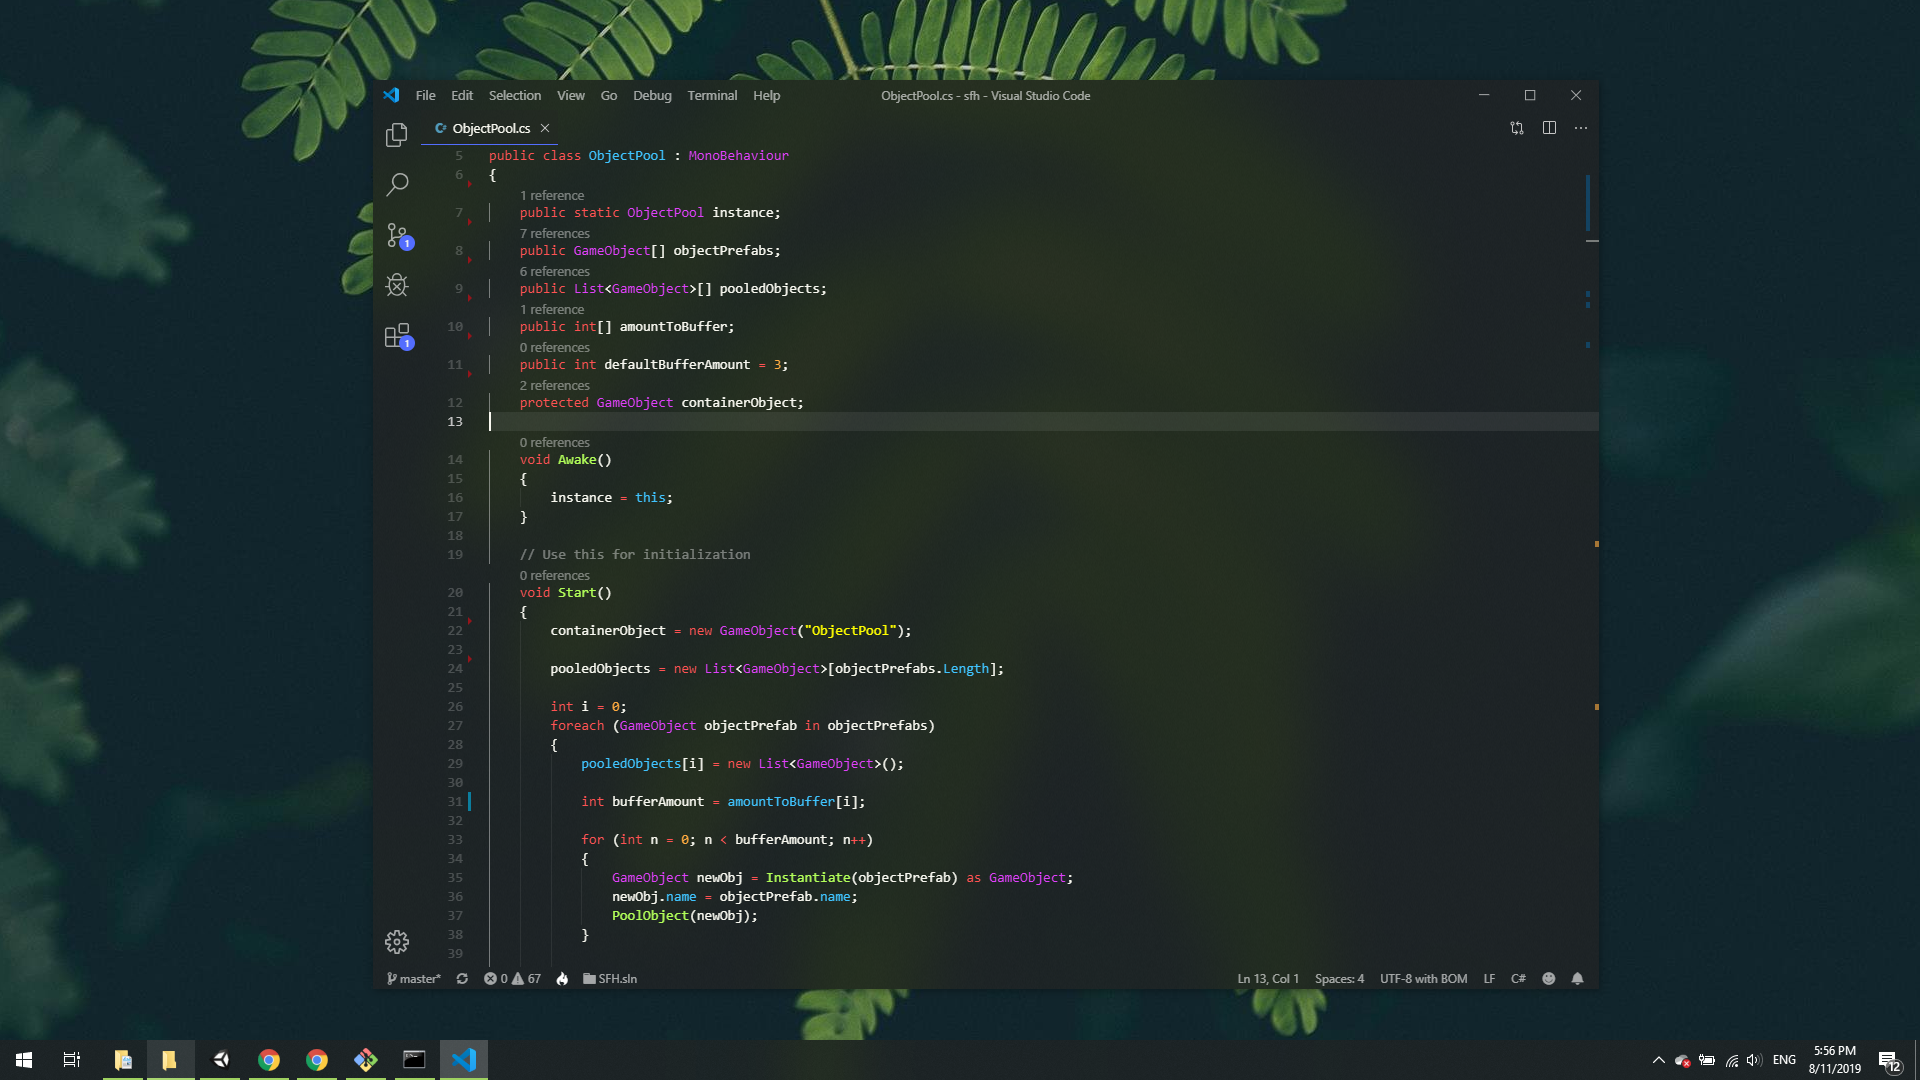 File Edit Selection View Go Debug Terminal Help ObjectPool.cs - sfh - Visual Studio Code
ObjectPool.cs
5 public class ObjectPool : MonoBehaviour
6 {
1 reference
7 public static ObjectPool instance;
7 references
8 public GameObject[] objectPrefabs;
6 references
9 public List<GameObject>[] pooledObjects;
1 reference
10 public int[] amountToBuffer;
0 references
11 public int defaultBufferAmount = 3;
2 references
12 protected GameObject containerObject;
13
0 references
14 void Awake()
15 {
16 instance = this;
17 }
18
19 // Use this for initialization
0 references
20 void Start()
21 {
22 containerObject = new GameObject("ObjectPool");
23
24 pooledObjects = new List<GameObject>[objectPrefabs.Length];
25
26 int i = 0;
27 foreach (GameObject objectPrefab in objectPrefabs)
28 {
29 pooledObjects[i] = new List<GameObject>();
30
31 int bufferAmount = amountToBuffer[i];
32
33 for (int n = 0; n < bufferAmount; n++)
34 {
35 GameObject newObj = Instantiate(objectPrefab) as GameObject;
36 newObj.name = objectPrefab.name;
37 PoolObject(newObj);
38 }
39
1
1
master* 0 67 SFH.sln Ln 13, Col 1 Spaces: 4 UTF-8 with BOM LF C#
ENG 5:56 PM
8/11/2019 12